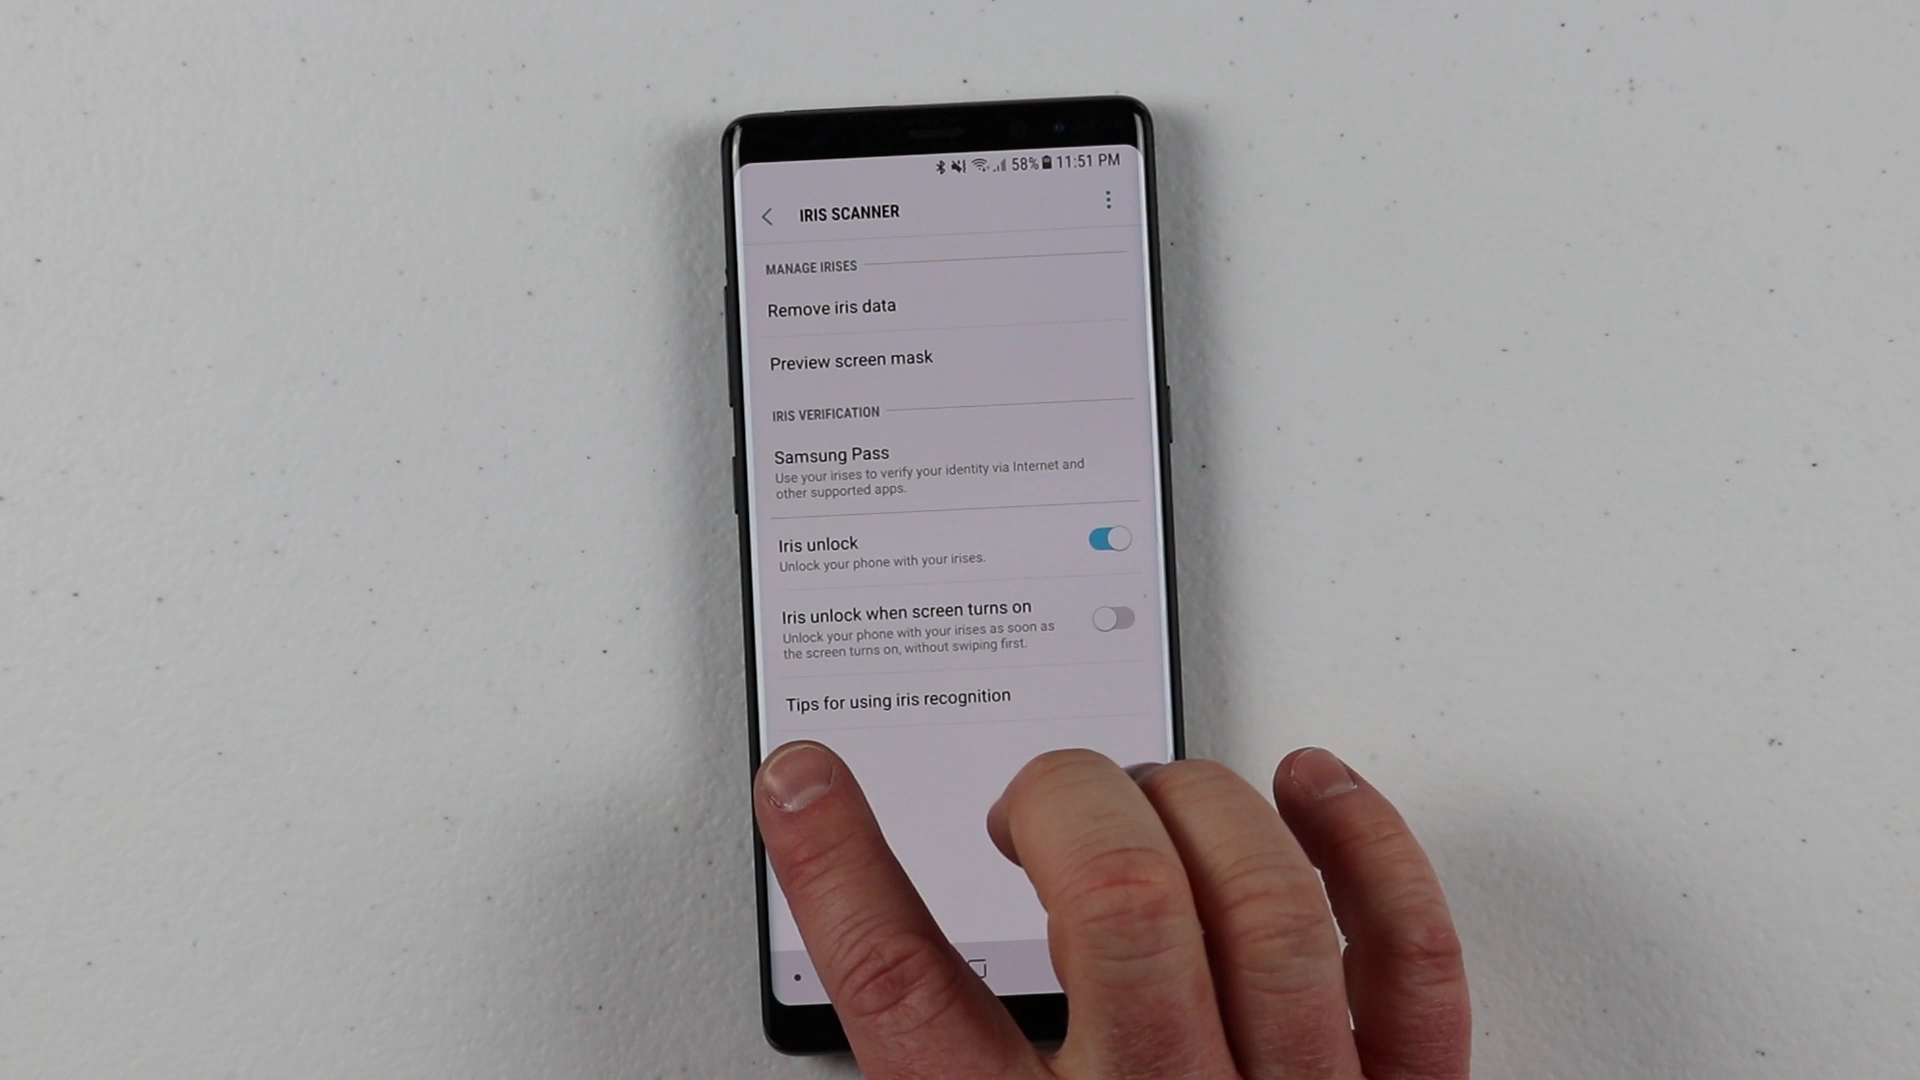 58% 11:51 PM
IRIS SCANNER
MANAGE IRISES
Remove iris data
Preview screen mask
IRIS VERIFICATION
Samsung Pass
Use your irises to verify your identity via Internet and
other supported apps.
Iris unlock
Unlock your phone with your irises.
Iris unlock when screen turns on
Unlock your phone with your irises as soon as
the screen turns on, without swiping first.
Tips for using iris recognition